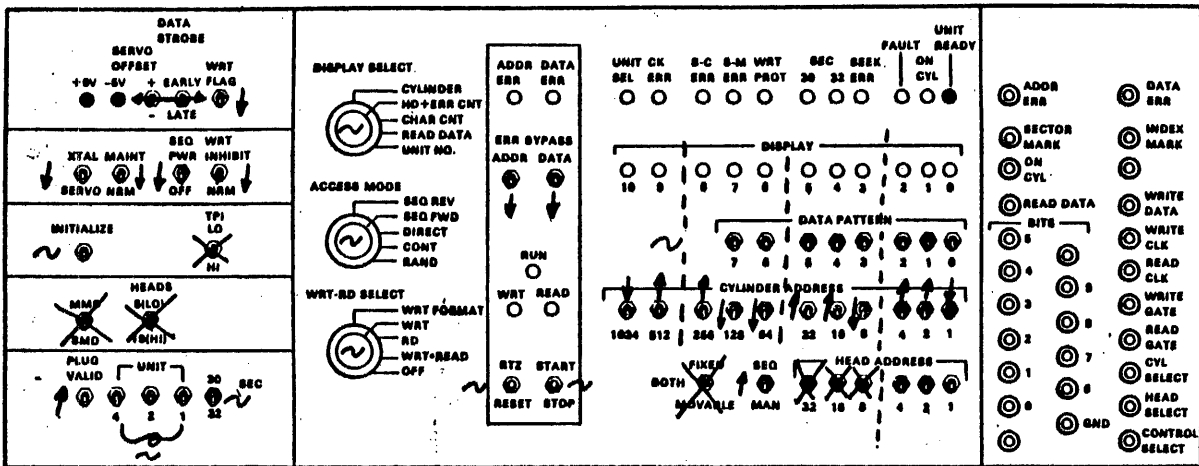 DATA
STROBE
SERVO
OFFSET
WRT
FLAG
+9V -5V + EARLY
- LATE
XTAL MAINT SEQ PWR WRT INHIBIT
SERVO NRM OFF NRM
INITIALIZE
TPI
LO
HI
HEADS
MMD 5(LO)
SMD 19(HI)
PLUG
VALID
UNIT
30
SEC
4 2 1 32
DISPLAY SELECT
CYLINDER
HD+ERR CNT
CHAR CNT
READ DATA
UNIT NO.
ACCESS MODE
SEQ REV
SEQ FWD
DIRECT
CONT
RAND
WRT-RD SELECT
WRT FORMAT
WRT
RD
WRT•READ
OFF
ADDR ERR DATA ERR
ERR BYPASS
ADDR DATA
RUN
WRT READ
RTZ START
RESET STOP
UNIT SEL CK ERR S-C ERR S-M ERR WRT PROT SEC 30 32 SEEK ERR FAULT ON CYL UNIT READY
DISPLAY
10 9 8 7 6 5 4 3 2 1 0
DATA PATTERN
7 6 5 4 3 2 1 0
CYLINDER ADDRESS
1024 512 256 128 64 32 16 8 4 2 1
FIXED
BOTH
MOVABLE
SEQ
MAN
HEAD ADDRESS
32 16 8 4 2 1
ADDR ERR
SECTOR MARK
ON CYL
READ DATA
BITS
5
4
3
2
1
0
9
8
7
6
GND
DATA ERR
INDEX MARK
WRITE DATA
WRITE CLK
READ CLK
WRITE GATE
READ GATE
CYL SELECT
HEAD SELECT
CONTROL SELECT